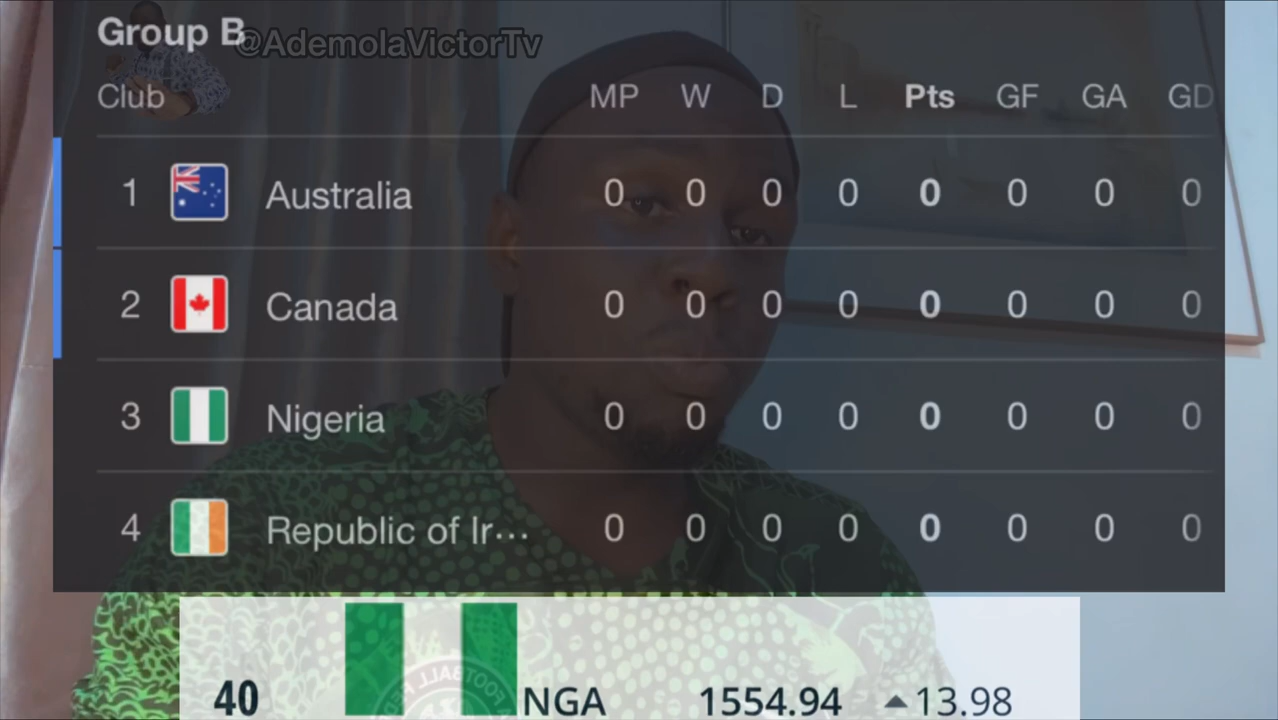 Group B
@AdemolaVictorTv
Club MP W D L Pts GF GA GD
1 Australia 0 0 0 0 0 0 0 0
2 Canada 0 0 0 0 0 0 0 0
3 Nigeria 0 0 0 0 0 0 0 0
4 Republic of Ir... 0 0 0 0 0 0 0 0
FOOTBALL
40 NGA 1554.94 ▲13.98